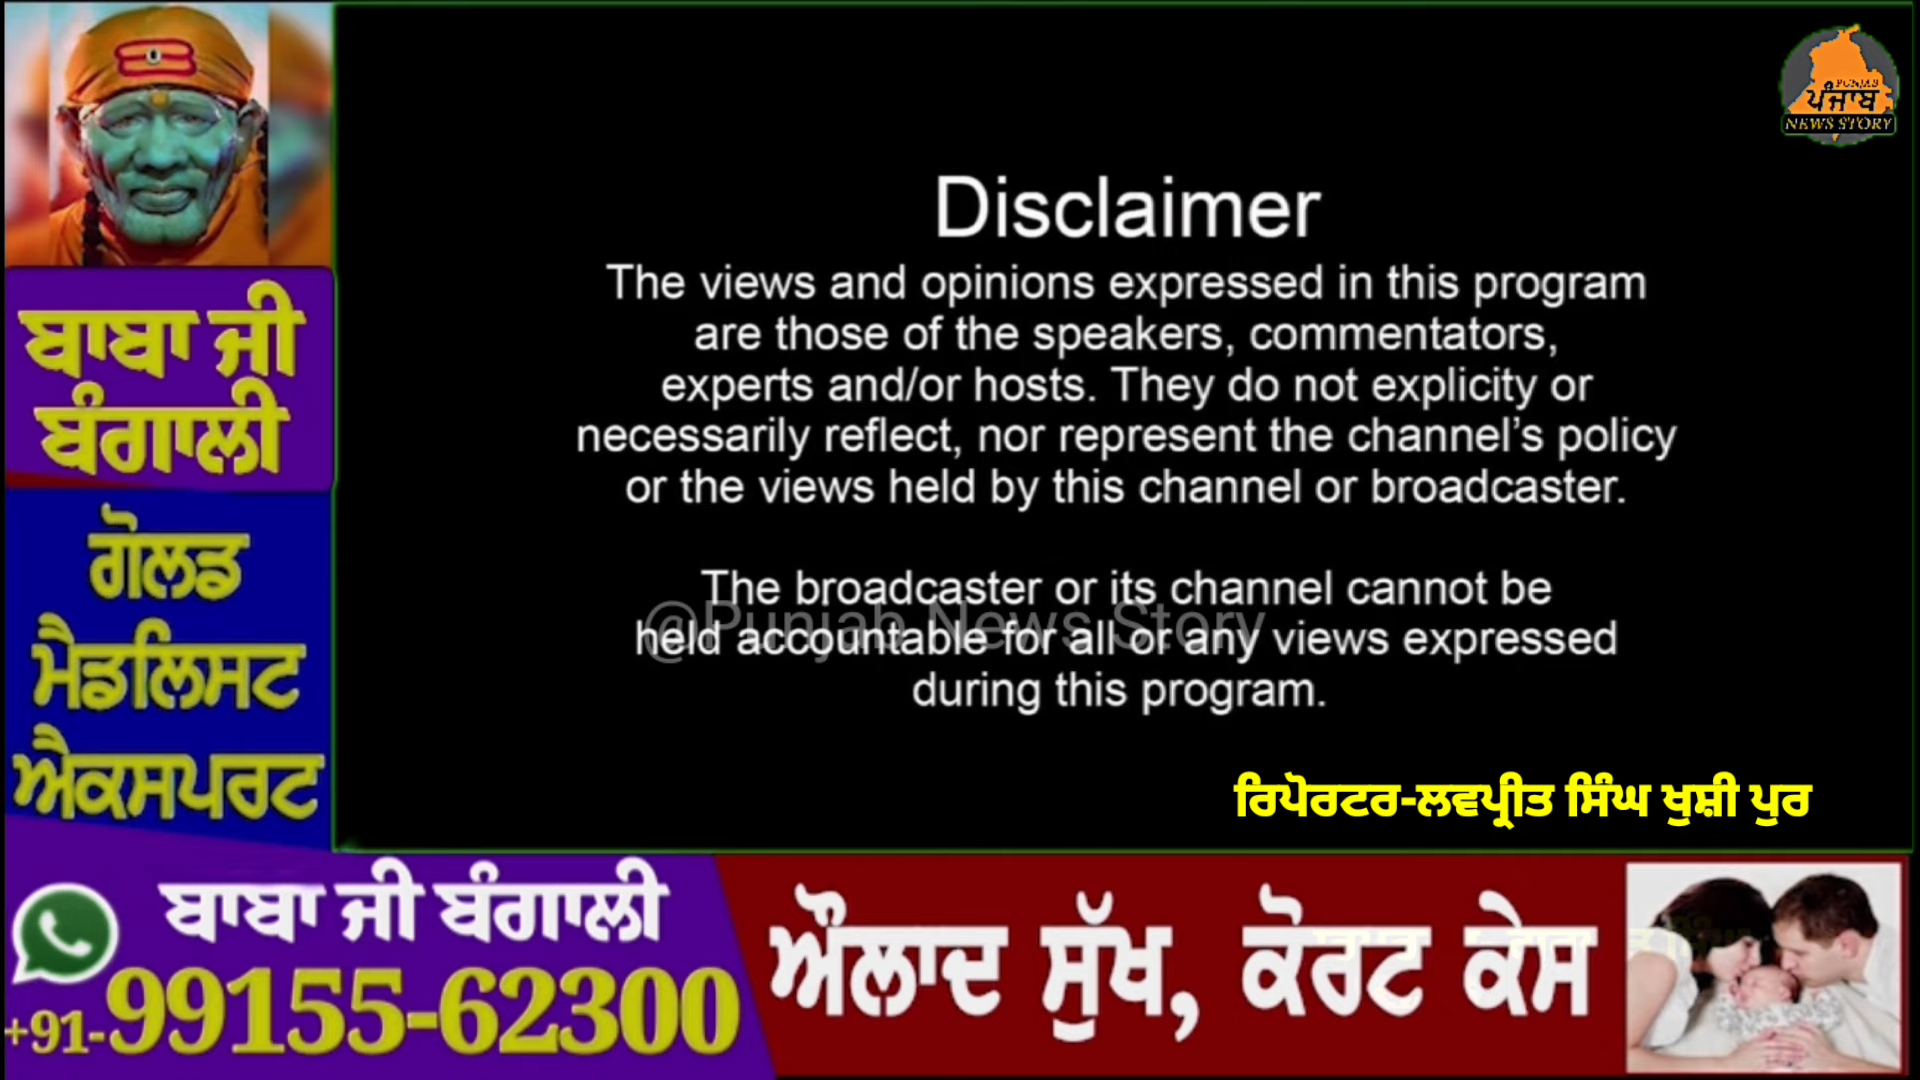 PUNJAB
ਪੰਜਾਬ
NEWS STORY
Disclaimer
The views and opinions expressed in this program
are those of the speakers, commentators,
experts and/or hosts. They do not explicity or
necessarily reflect, nor represent the channel's policy
or the views held by this channel or broadcaster.
The broadcaster or its channel cannot be
held accountable for all or any views expressed
during this program.
@Punjab News Story
ਰਿਪੋਰਟਰ-ਲਵਪ੍ਰੀਤ ਸਿੰਘ ਖੁਸ਼ੀ ਪੁਰ
ਬਾਬਾ ਜੀ
ਬੰਗਾਲੀ
ਗੋਲਡ
ਮੈਡਲਿਸਟ
ਐਕਸਪਰਟ
ਬਾਬਾ ਜੀ ਬੰਗਾਲੀ
+91-99155-62300
ਔਲਾਦ ਸੁੱਖ, ਕੋਰਟ ਕੇਸ